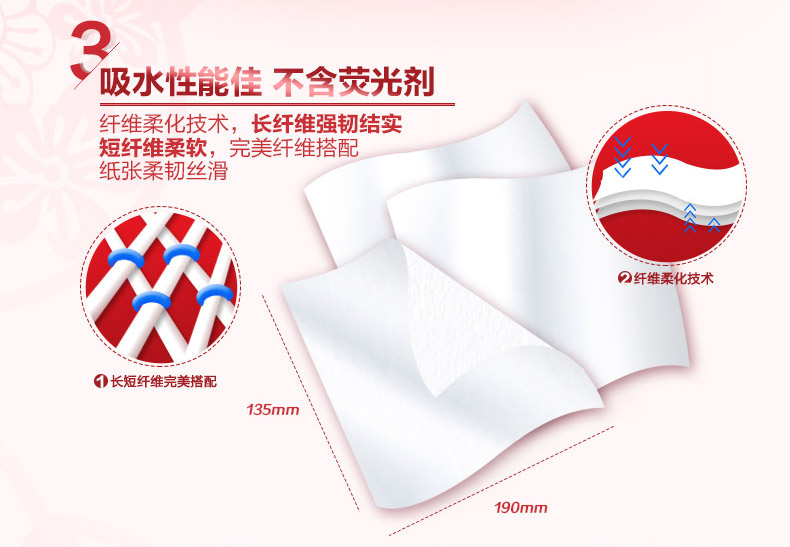 3
吸水性能佳 不含荧光剂
纤维柔化技术，长纤维强韧结实
短纤维柔软，完美纤维搭配
纸张柔韧丝滑
2纤维柔化技术
1长短纤维完美搭配
135mm
190mm